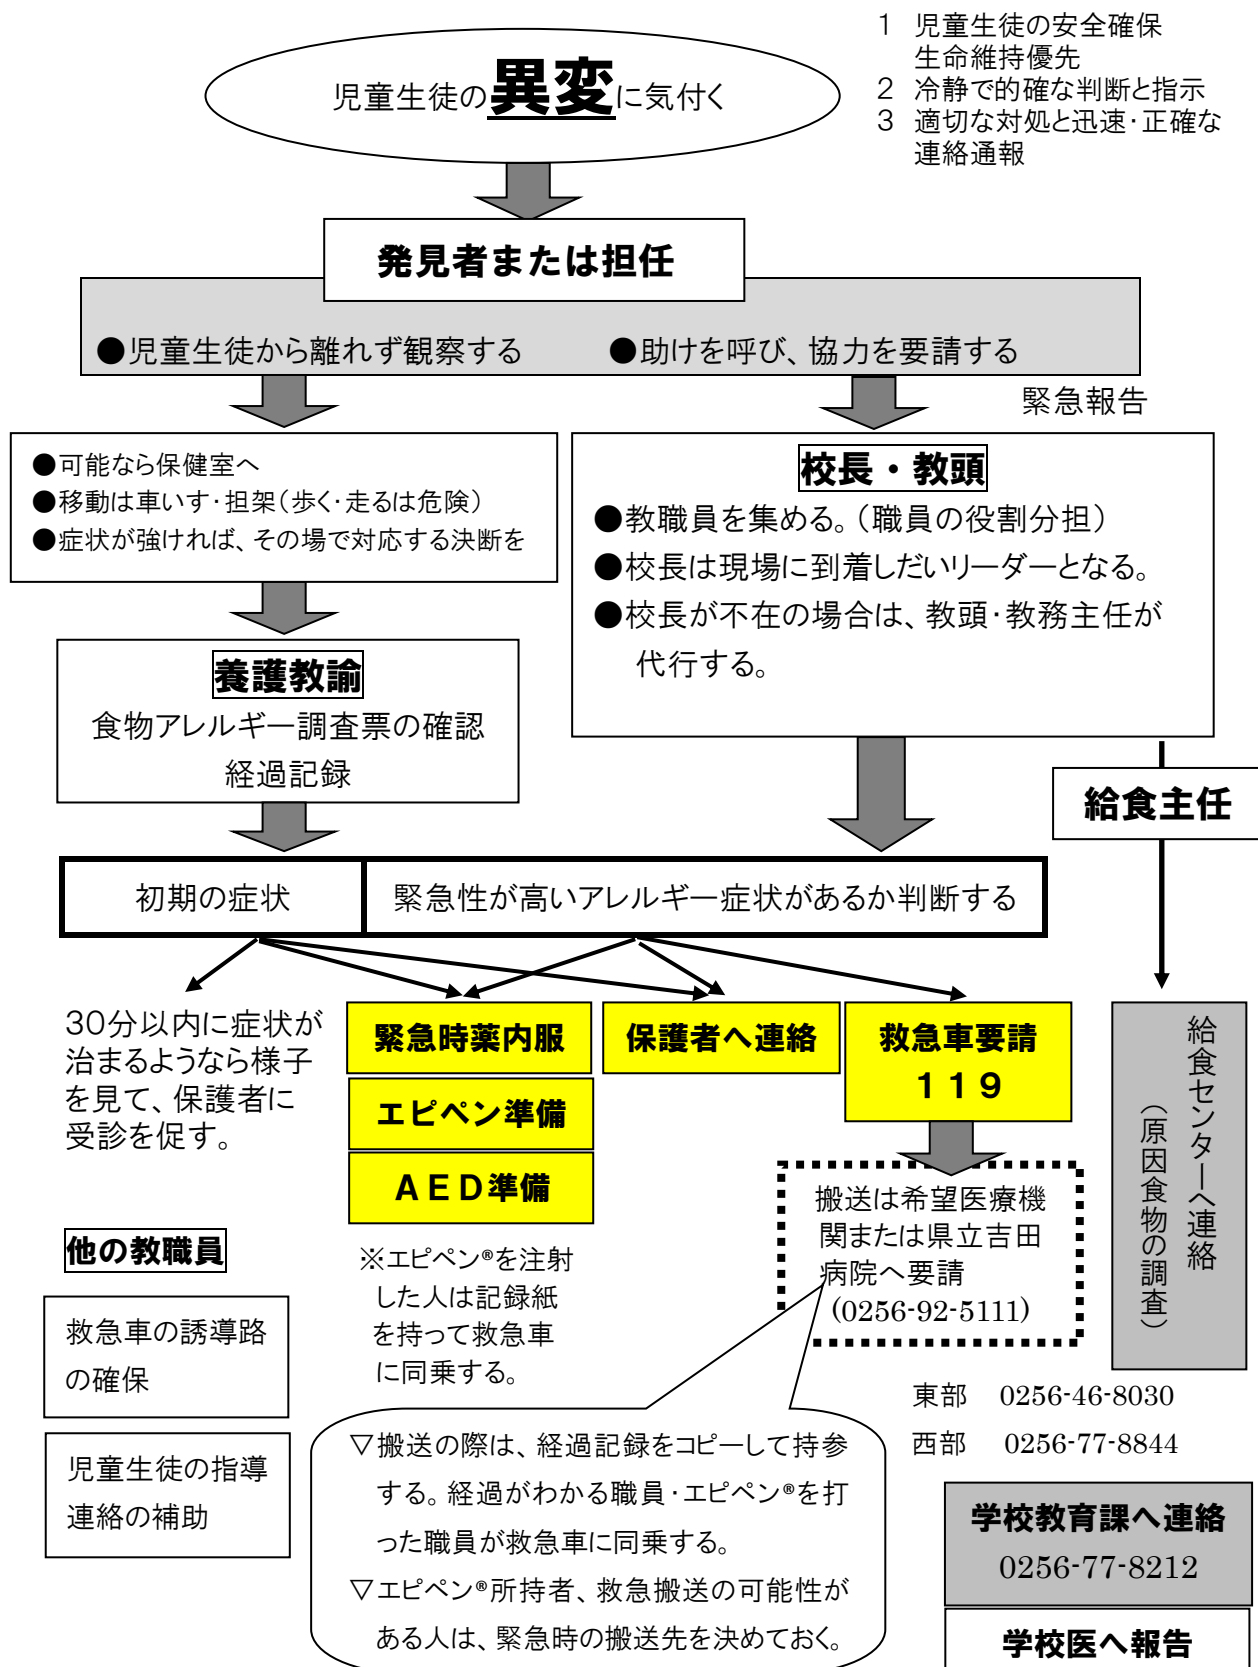 1 児童生徒の安全確保
生命維持優先
2 冷静で的確な判断と指示
3 適切な対処と迅速・正確な
連絡通報
児童生徒の異変に気付く
発見者または担任
●児童生徒から離れず観察する
●助けを呼び、協力を要請する
緊急報告
●可能なら保健室へ
●移動は車いす・担架（歩く・走るは危険）
●症状が強ければ、その場で対応する決断を
校長・教頭
●教職員を集める。（職員の役割分担）
●校長は現場に到着しだいリーダーとなる。
●校長が不在の場合は、教頭・教務主任が
代行する。
養護教諭
食物アレルギー調査票の確認
経過記録
給食主任
初期の症状
緊急性が高いアレルギー症状があるか判断する
30分以内に症状が
治まるようなら様子
を見て、保護者に
受診を促す。
緊急時薬内服
エピペン準備
ＡＥＤ準備
保護者へ連絡
救急車要請
１１９
給食センターへ連絡
（原因食物の調査）
搬送は希望医療機
関または県立吉田
病院へ要請
(0256-92-5111)
※エピペン®を注射
した人は記録紙
を持って救急車
に同乗する。
他の教職員
救急車の誘導路
の確保
児童生徒の指導
連絡の補助
東部 0256-46-8030
西部 0256-77-8844
▽搬送の際は、経過記録をコピーして持参
する。経過がわかる職員・エピペン®を打
った職員が救急車に同乗する。
▽エピペン®所持者、救急搬送の可能性が
ある人は、緊急時の搬送先を決めておく。
学校教育課へ連絡
0256-77-8212
学校医へ報告